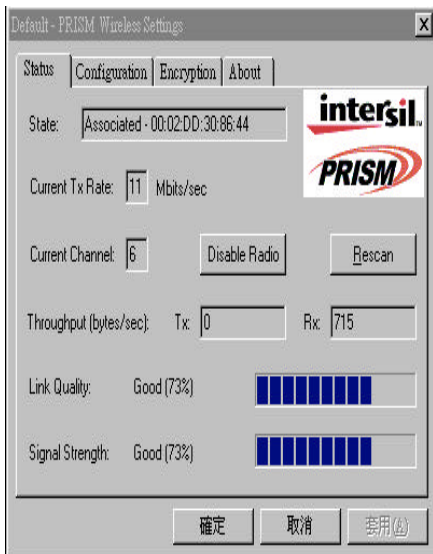 Default - PRISM Wireless Settings
Status Configuration Encryption About
intersil
PRISM
State: Associated - 00:02:DD:30:86:44
Current Tx Rate: 11 Mbits/sec
Current Channel: 6 Disable Radio Rescan
Throughput (bytes/sec): Tx: 0 Rx: 715
Link Quality: Good (73%)
Signal Strength: Good (73%)
確定 取消 套用(A)